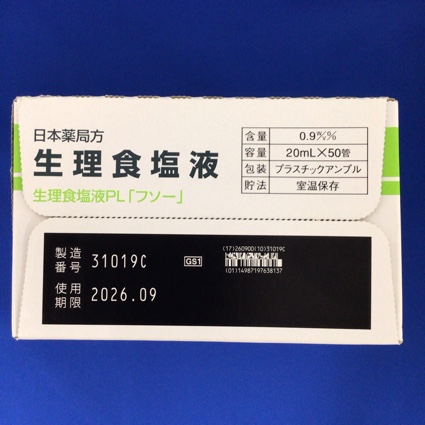 日本薬局方
生理食塩液
生理食塩液PL「フソー」
含量 0.9w/v%
容量 20mL×50管
包装 プラスチックアンプル
貯法 室温保存
製造番号 31019C
使用期限 2026.09
GS1
(17)260900(10)31019C
(01)14987197638137